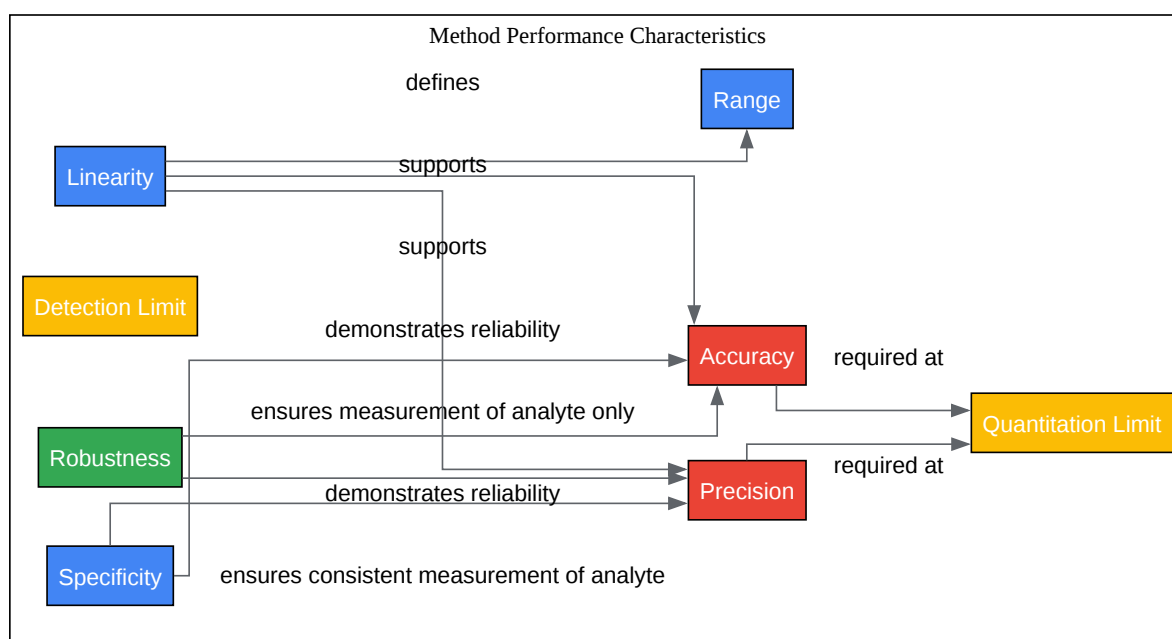 Method Performance Characteristics
defines
Range
Linearity
supports
supports
Detection Limit
demonstrates reliability
Accuracy
required at
ensures measurement of analyte only
Quantitation Limit
Robustness
required at
demonstrates reliability
Precision
Specificity
ensures consistent measurement of analyte